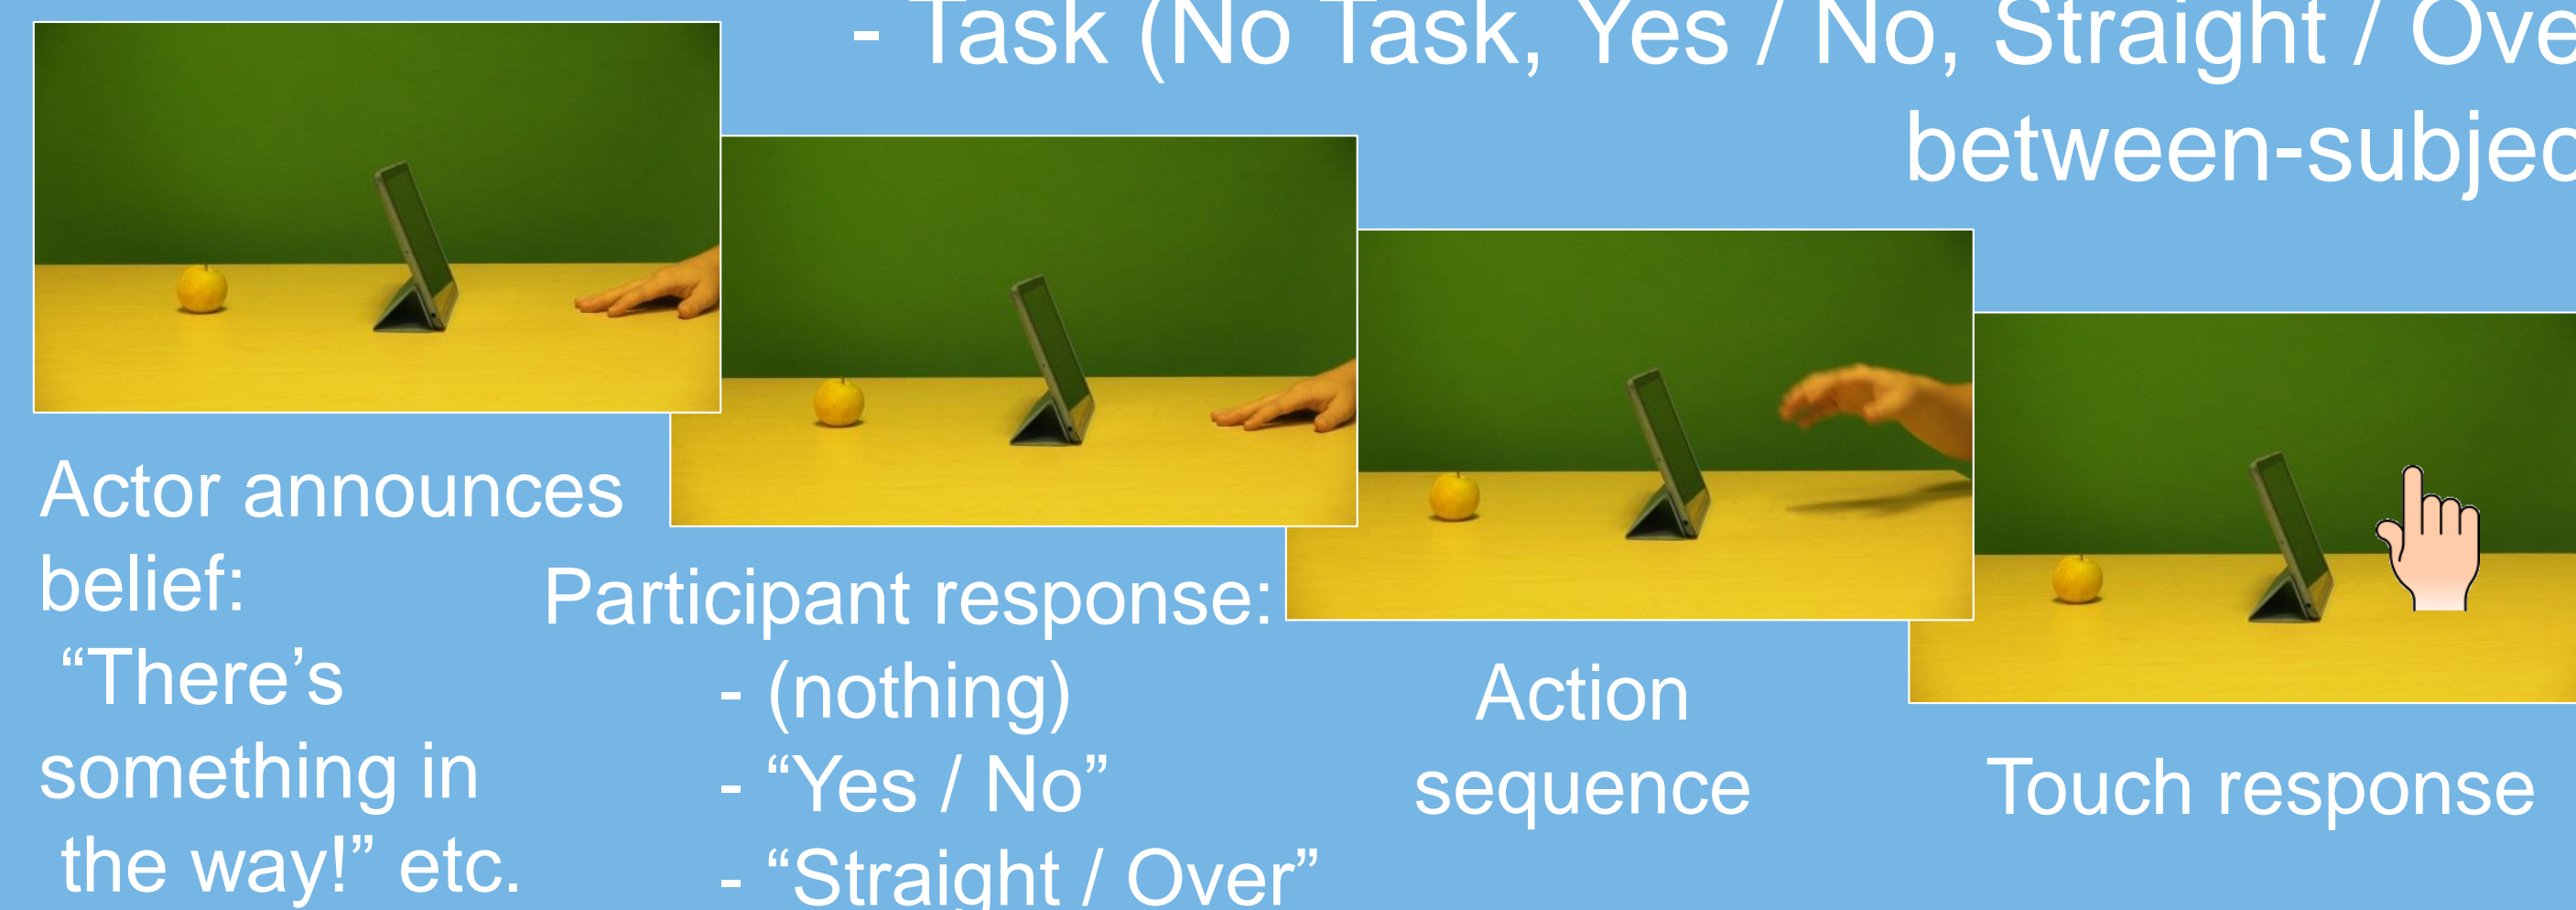 - Task (No Task, Yes / No, Straight / Ove
between-subjec
Actor announces
belief:
“There’s
something in
the way!” etc.
Participant response:
- (nothing)
- “Yes / No”
- “Straight / Over”
Action
sequence
Touch response